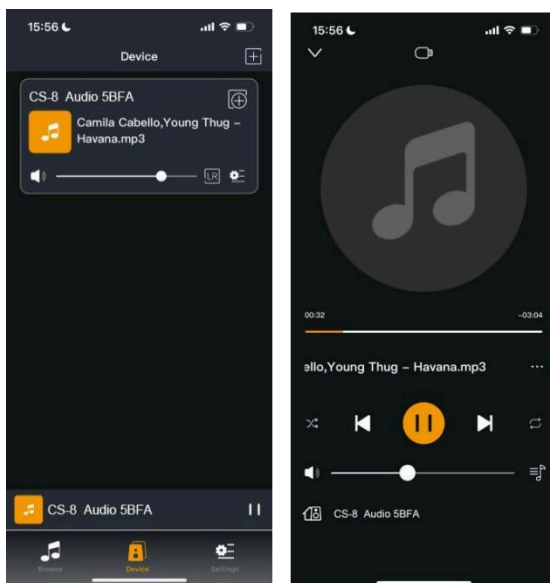 15:56
Device
CS-8 Audio 5BFA
Camila Cabello,Young Thug –
Havana.mp3
LR
CS-8 Audio 5BFA
Browse
Device
Settings
15:56
00:32
-03:04
ello,Young Thug – Havana.mp3
CS-8 Audio 5BFA